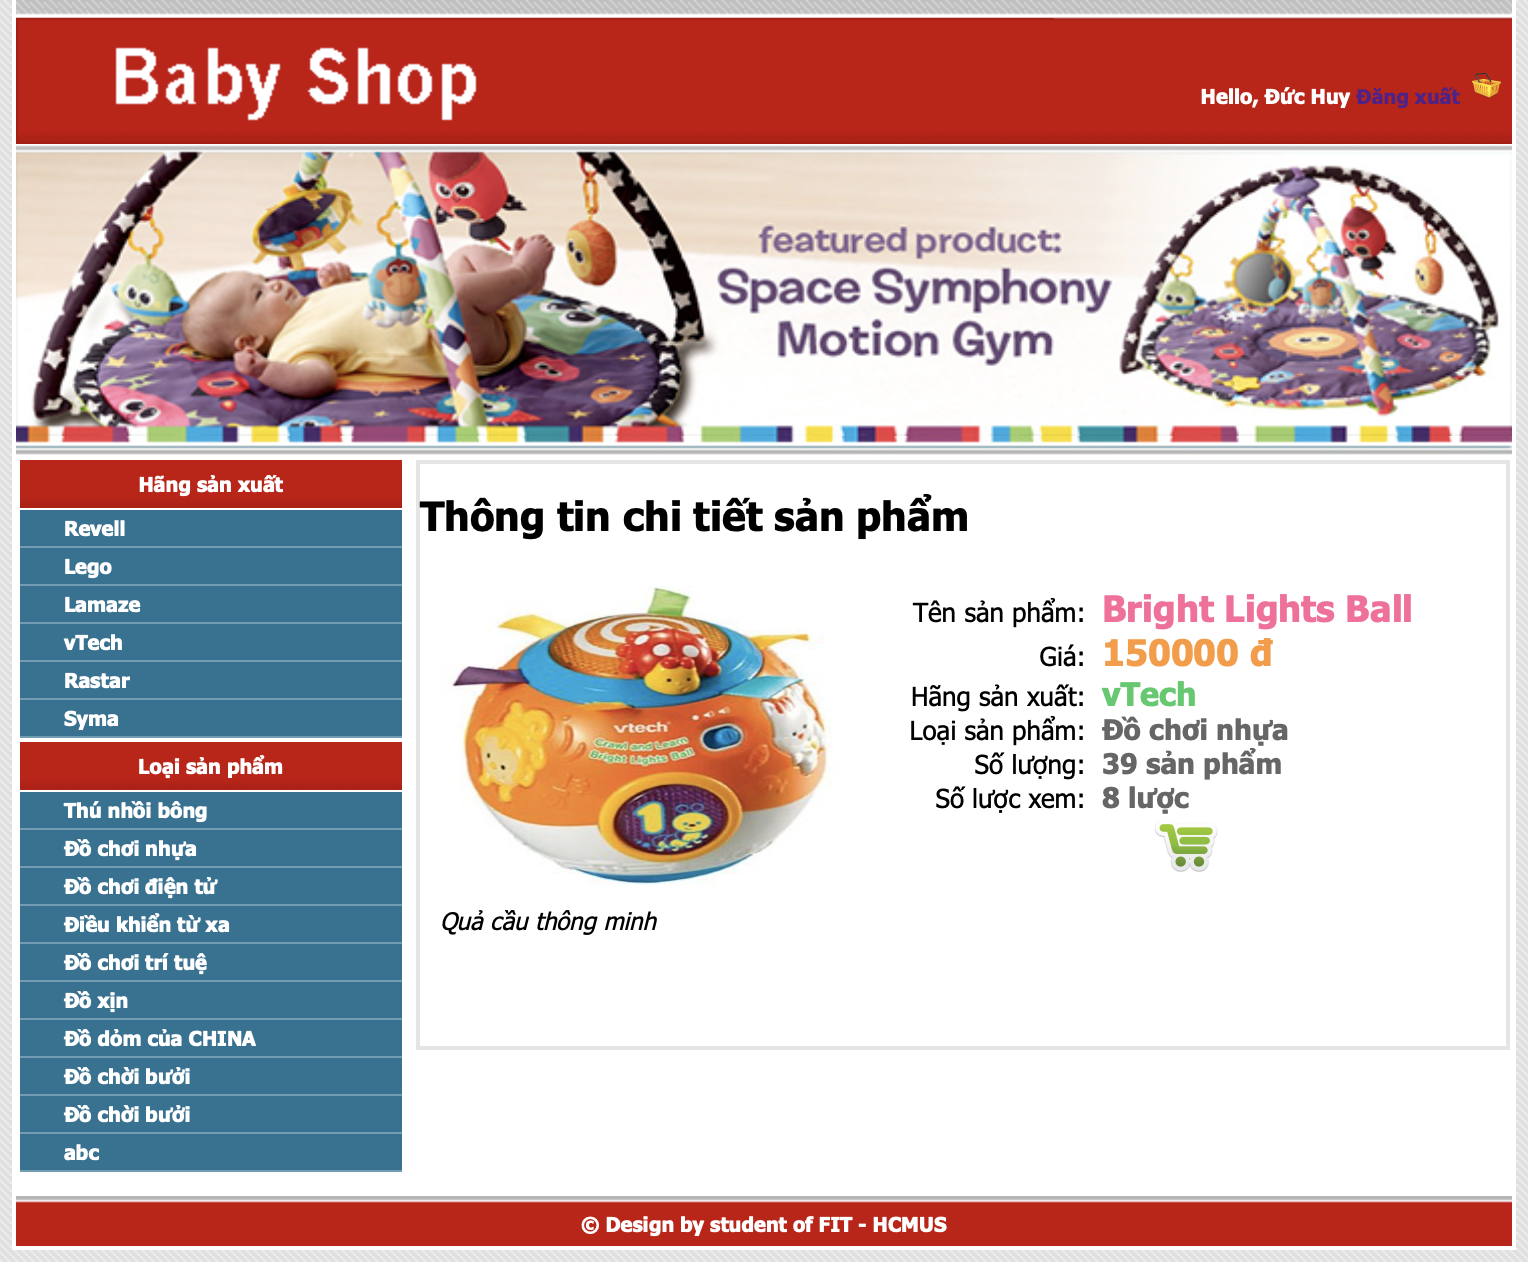 Baby Shop
Hello, Đức Huy Đăng xuất
featured product:
Space Symphony
Motion Gym
Hãng sản xuất
Revell
Lego
Lamaze
vTech
Rastar
Syma
Loại sản phẩm
Thú nhồi bông
Đồ chơi nhựa
Đồ chơi điện tử
Điều khiển từ xa
Đồ chơi trí tuệ
Đồ xịn
Đồ dỏm của CHINA
Đồ chời bưởi
Đồ chời bưởi
abc
Thông tin chi tiết sản phẩm
vtech
Crawl and Learn
Bright Lights Ball
1
Tên sản phẩm: Bright Lights Ball
Giá: 150000 đ
Hãng sản xuất: vTech
Loại sản phẩm: Đồ chơi nhựa
Số lượng: 39 sản phẩm
Số lược xem: 8 lược
Quả cầu thông minh
© Design by student of FIT - HCMUS